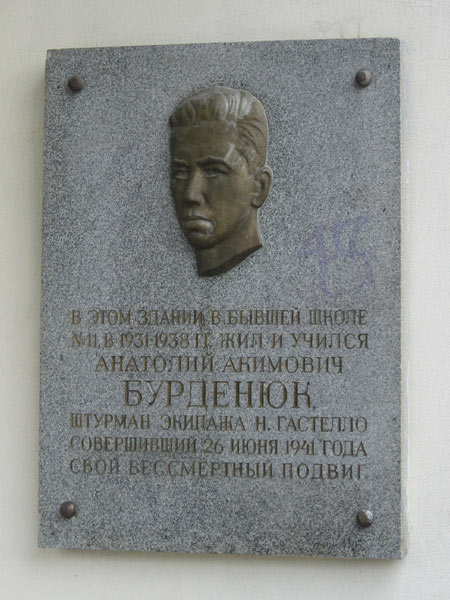 В ЭТОМ ЗДАНИИ, В БЫВШЕЙ ШКОЛЕ
№11, В 1931-1938 ГГ. ЖИЛ И УЧИЛСЯ
АНАТОЛИЙ АКИМОВИЧ
БУРДЕНЮК
ШТУРМАН ЭКИПАЖА Н. ГАСТЕЛЛО
СОВЕРШИВШИЙ 26 ИЮНЯ 1941 ГОДА
СВОЙ БЕССМЕРТНЫЙ ПОДВИГ.